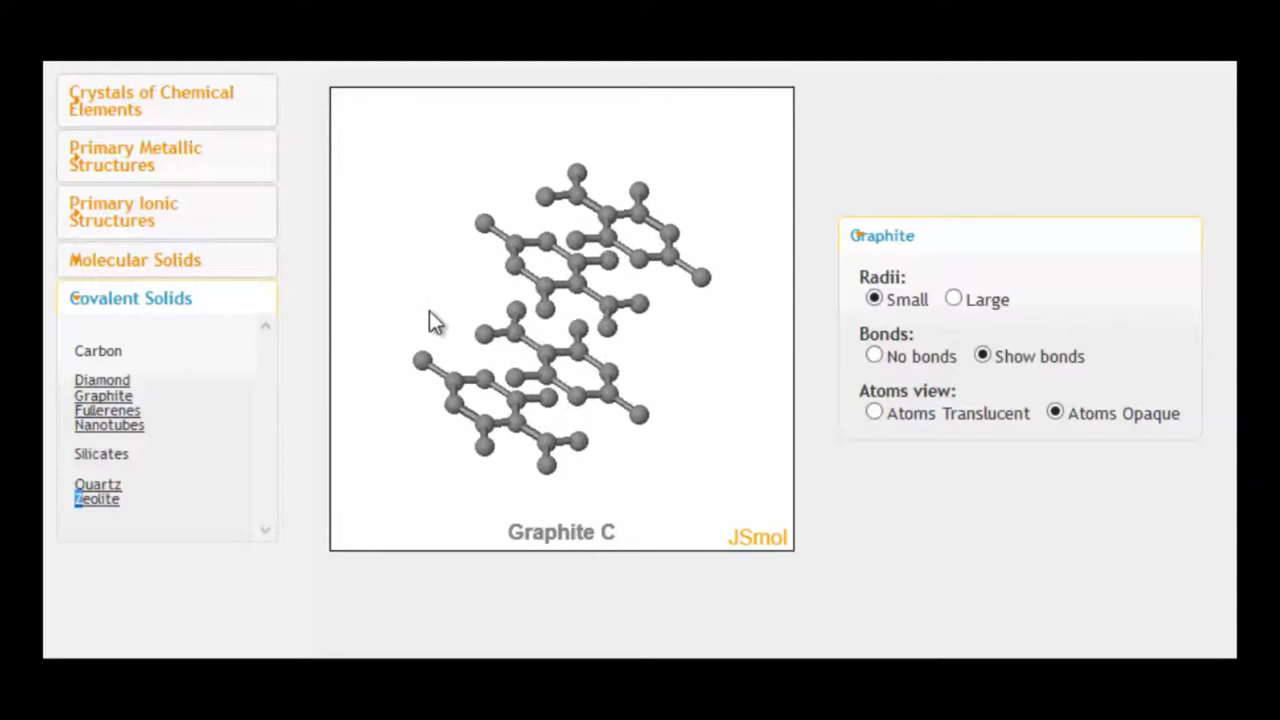 Crystals of Chemical
Elements
Primary Metallic
Structures
Primary Ionic
Structures
Molecular Solids
Covalent Solids
Carbon
Diamond
Graphite
Fullerenes
Nanotubes
Silicates
Quartz
Zeolite
Graphite C
JSmol
Graphite
Radii:
Small Large
Bonds:
No bonds Show bonds
Atoms view:
Atoms Translucent Atoms Opaque